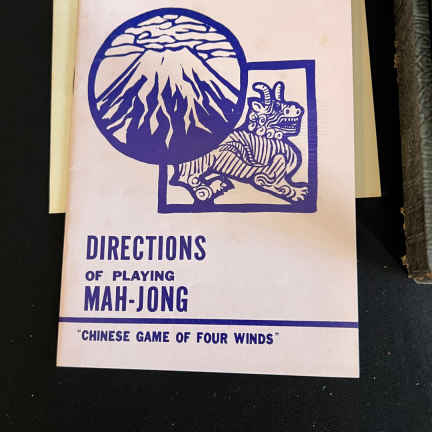 DIRECTIONS
OF PLAYING
MAH-JONG
"CHINESE GAME OF FOUR WINDS"